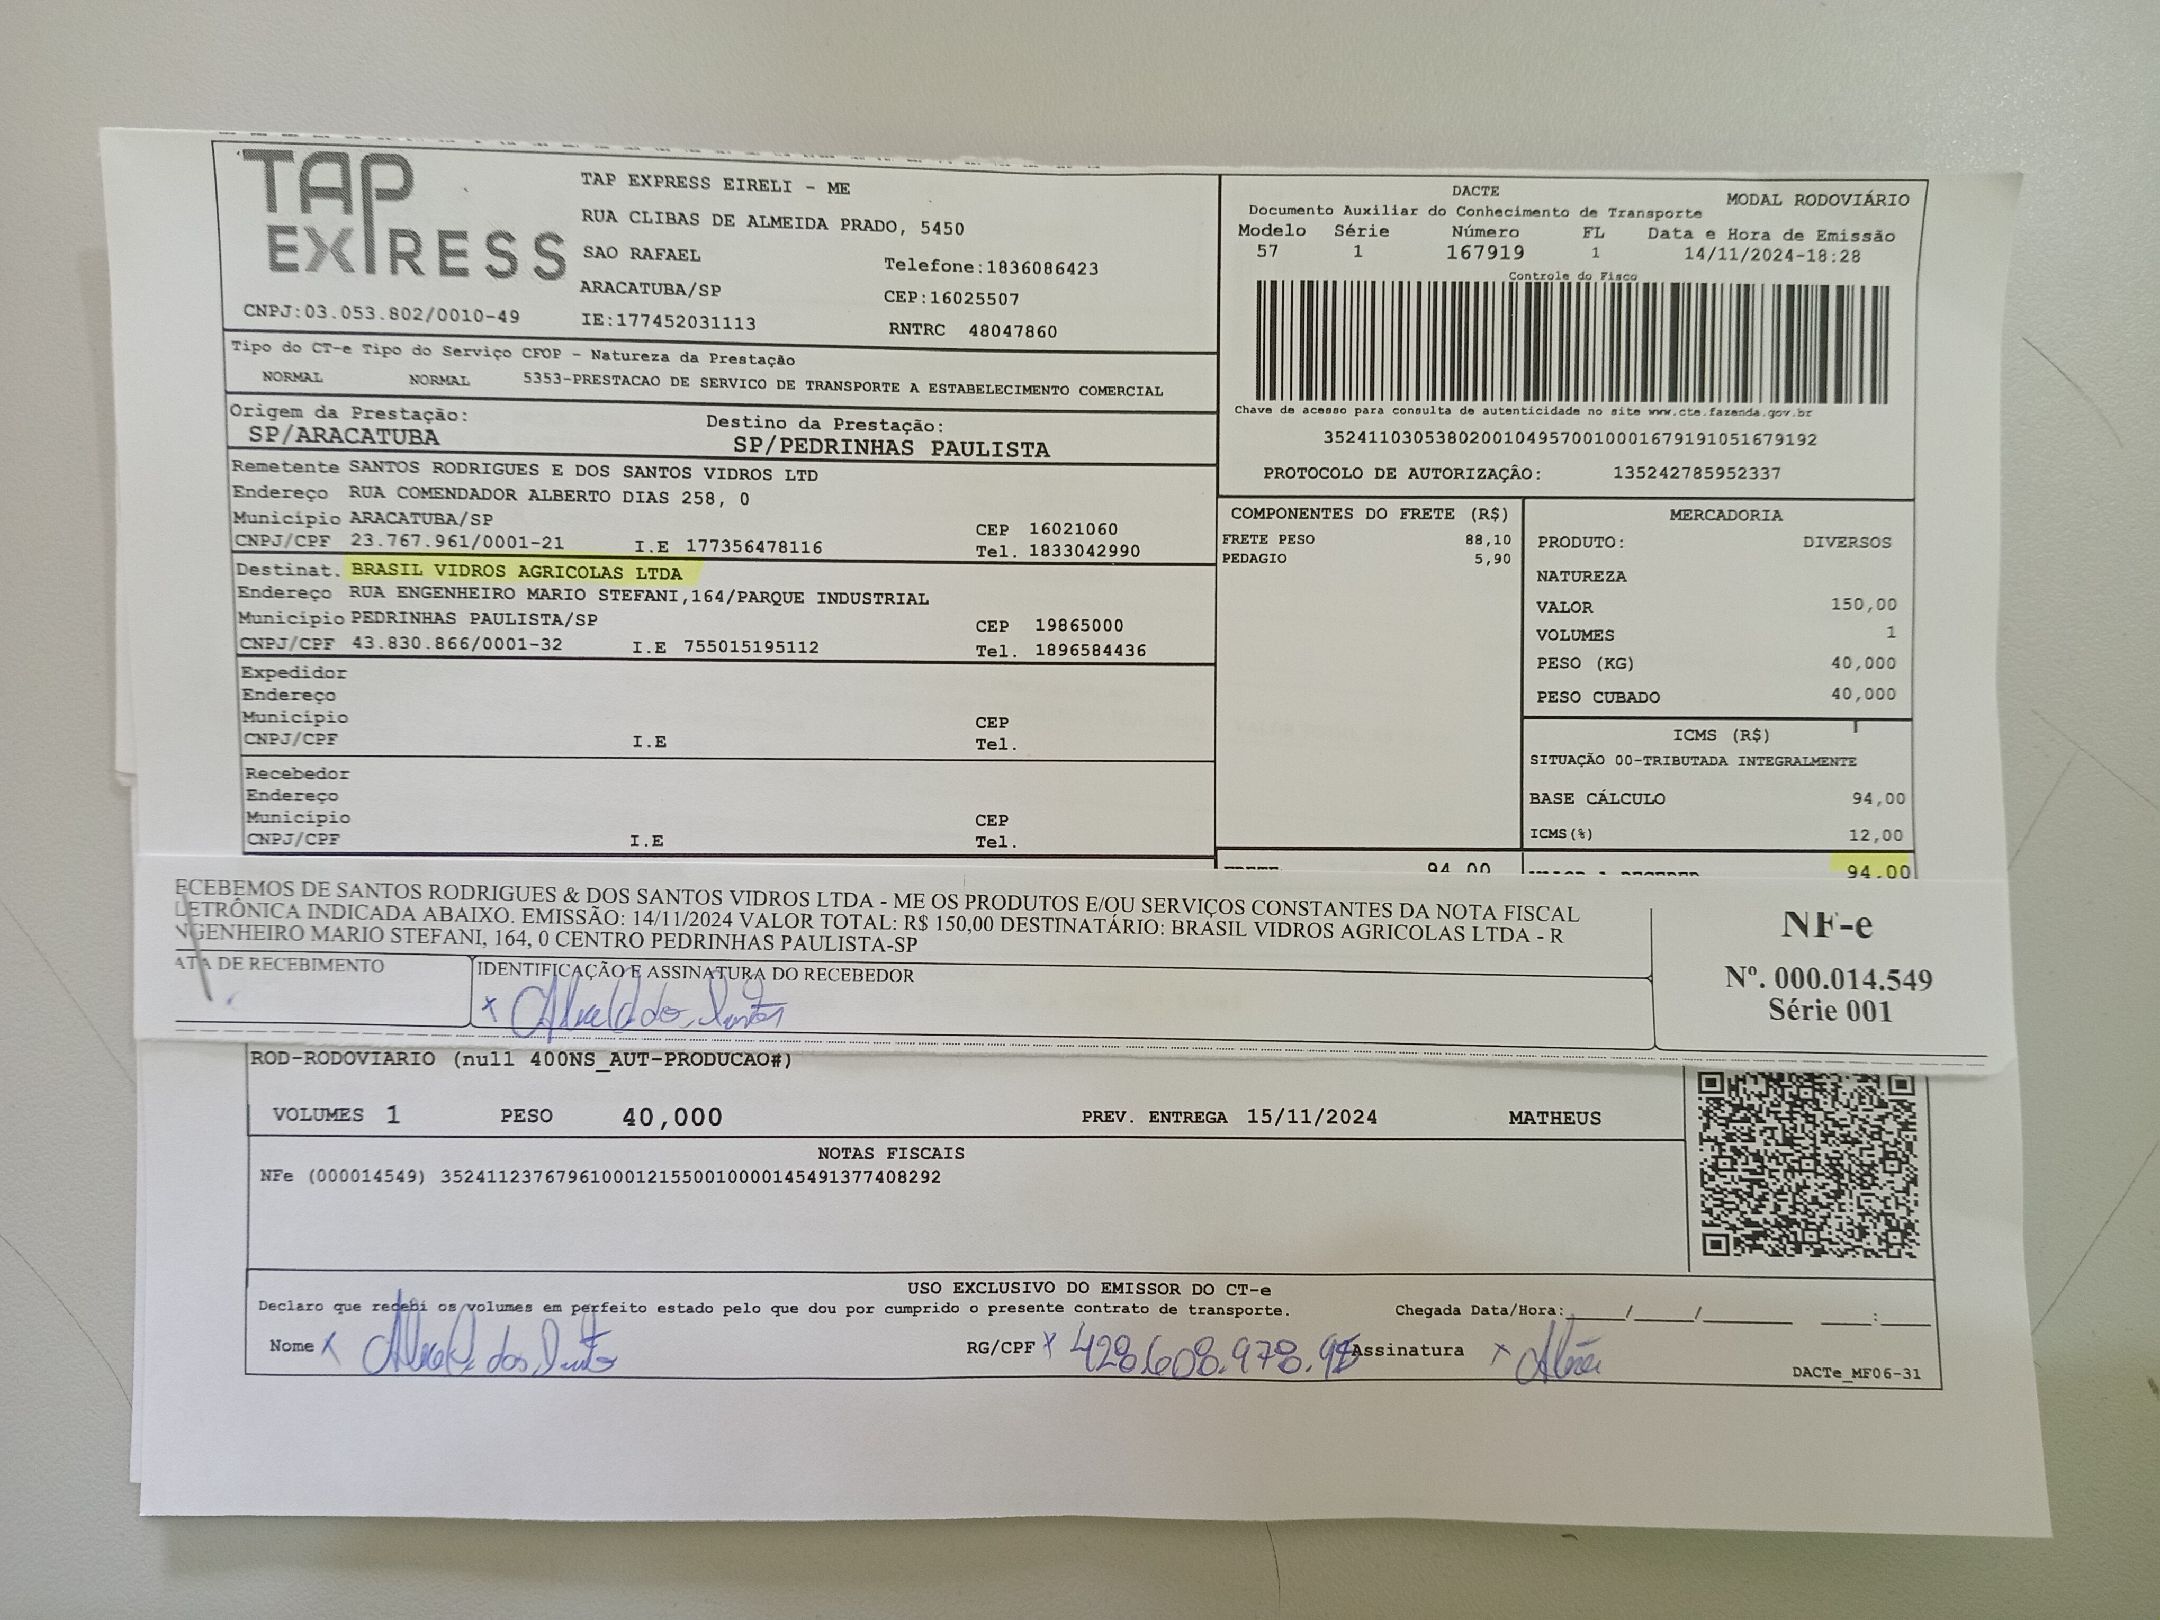 TAP EXPRESS
TAP EXPRESS EIRELI - ME
RUA CLIBAS DE ALMEIDA PRADO, 5450
SAO RAFAEL
Telefone:1836086423
ARACATUBA/SP
CEP:16025507
CNPJ:03.053.802/0010-49
IE:177452031113
RNTRC 48047860
DACTE
MODAL RODOVIÁRIO
Documento Auxiliar do Conhecimento de Transporte
Modelo Série Número FL Data e Hora de Emissão
57 1 167919 1 14/11/2024-18:28
Controle do Fisco
Chave de acesso para consulta de autenticidade no site www.cte.fazenda.gov.br
35241103053802001049570010001679191051679192
PROTOCOLO DE AUTORIZAÇÃO: 135242785952337
Tipo do CT-e Tipo do Serviço CFOP - Natureza da Prestação
NORMAL NORMAL 5353-PRESTACAO DE SERVICO DE TRANSPORTE A ESTABELECIMENTO COMERCIAL
Origem da Prestação: Destino da Prestação:
SP/ARACATUBA SP/PEDRINHAS PAULISTA
Remetente SANTOS RODRIGUES E DOS SANTOS VIDROS LTD
Endereço RUA COMENDADOR ALBERTO DIAS 258, 0
Município ARACATUBA/SP CEP 16021060
CNPJ/CPF 23.767.961/0001-21 I.E 177356478116 Tel. 1833042990
Destinat. BRASIL VIDROS AGRICOLAS LTDA
Endereço RUA ENGENHEIRO MARIO STEFANI,164/PARQUE INDUSTRIAL
Município PEDRINHAS PAULISTA/SP CEP 19865000
CNPJ/CPF 43.830.866/0001-32 I.E 755015195112 Tel. 1896584436
Expedidor
Endereço
Município CEP
CNPJ/CPF I.E Tel.
Recebedor
Endereço
Município CEP
CNPJ/CPF I.E Tel.
COMPONENTES DO FRETE (R$)
FRETE PESO 88,10
PEDAGIO 5,90
MERCADORIA
PRODUTO: DIVERSOS
NATUREZA
VALOR 150,00
VOLUMES 1
PESO (KG) 40,000
PESO CUBADO 40,000
ICMS (R$)
SITUAÇÃO 00-TRIBUTADA INTEGRALMENTE
BASE CÁLCULO 94,00
ICMS(%) 12,00
94,00 94,00
ECEBEMOS DE SANTOS RODRIGUES & DOS SANTOS VIDROS LTDA - ME OS PRODUTOS E/OU SERVIÇOS CONSTANTES DA NOTA FISCAL
LETRÔNICA INDICADA ABAIXO. EMISSÃO: 14/11/2024 VALOR TOTAL: R$ 150,00 DESTINATÁRIO: BRASIL VIDROS AGRICOLAS LTDA - R
NGENHEIRO MARIO STEFANI, 164, 0 CENTRO PEDRINHAS PAULISTA-SP
ATA DE RECEBIMENTO
IDENTIFICAÇÃO E ASSINATURA DO RECEBEDOR
x
NF-e
Nº. 000.014.549
Série 001
ROD-RODOVIARIO (null 400NS_AUT-PRODUCAO#)
VOLUMES 1 PESO 40,000 PREV. ENTREGA 15/11/2024 MATHEUS
NOTAS FISCAIS
NFe (000014549) 35241123767961000121550010000145491377408292
USO EXCLUSIVO DO EMISSOR DO CT-e
Declaro que recebi os volumes em perfeito estado pelo que dou por cumprido o presente contrato de transporte. Chegada Data/Hora:____/____/______ ____:____
Nome x dos RG/CPF x Assinatura x
DACTe_MF06-31